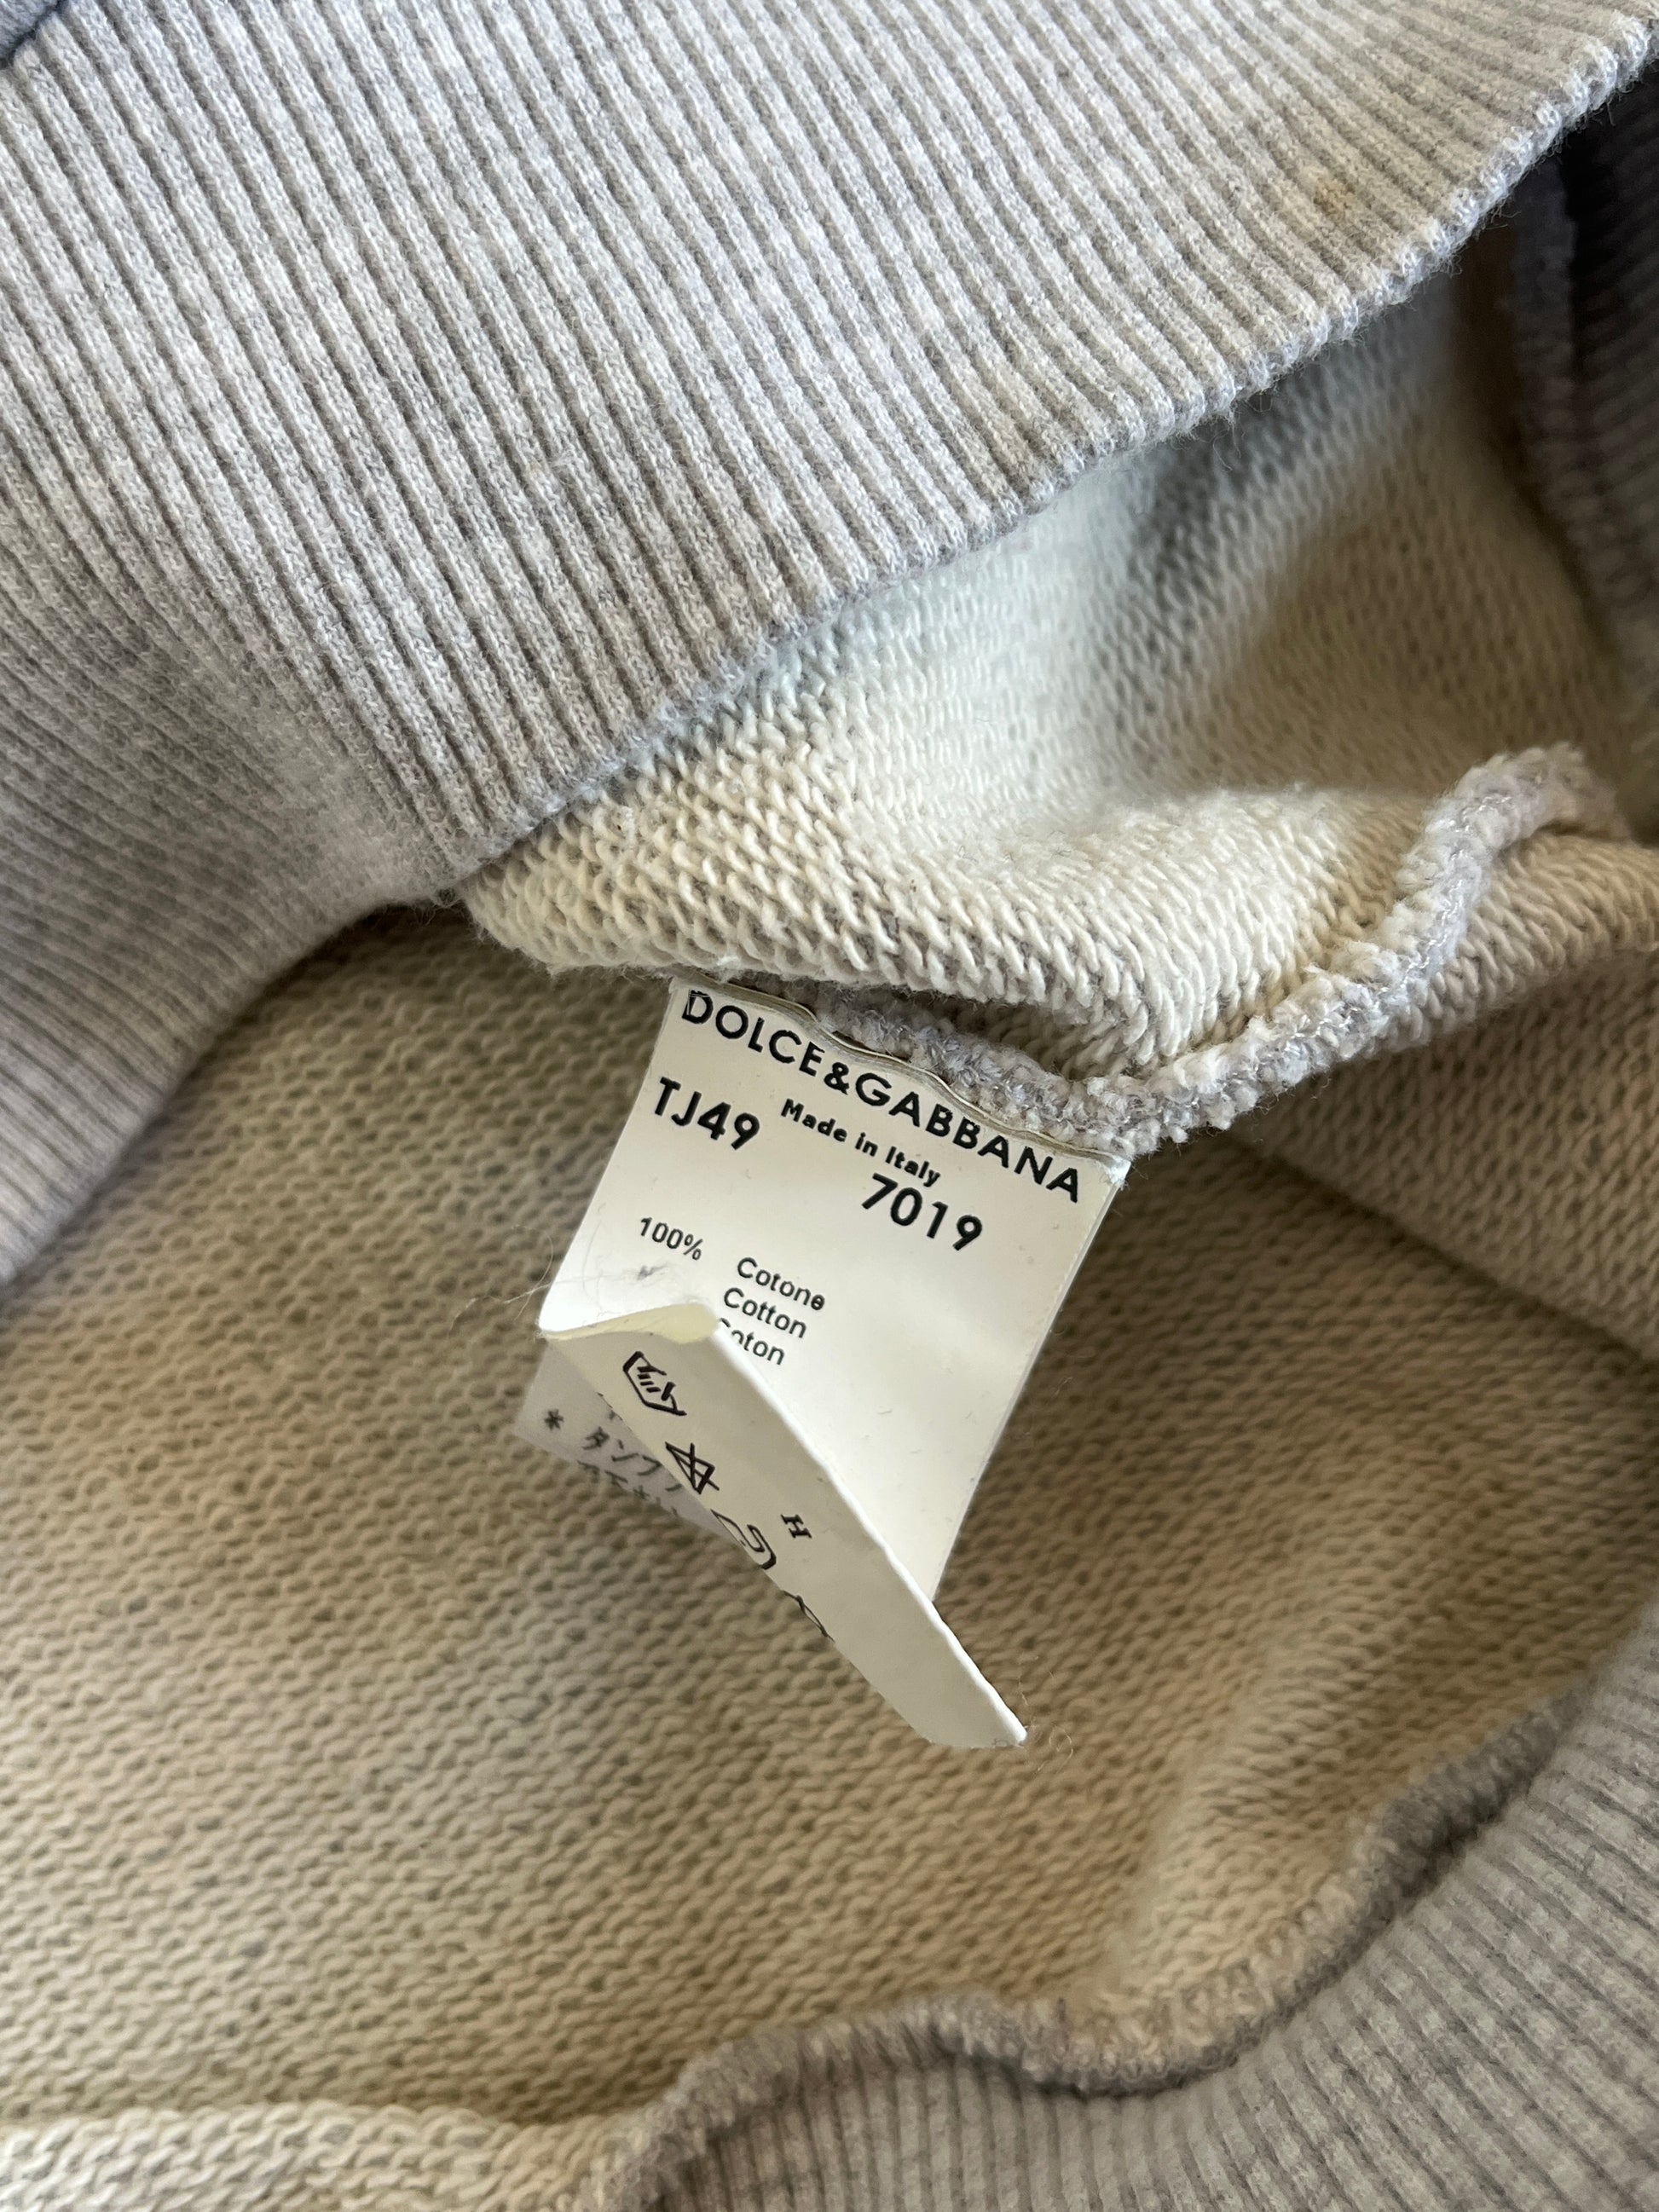 DOLCE&GABBANA
Made in Italy
TJ49 7019
100% Cotone
Cotton
Coton
H
*